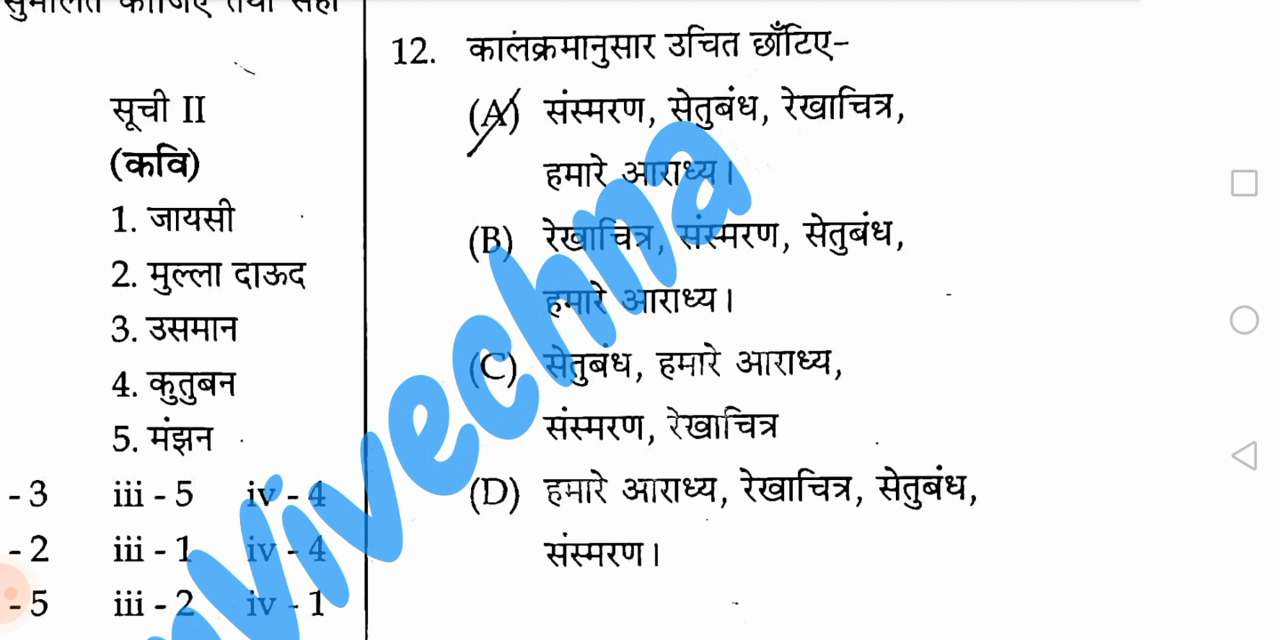 सुमेलित कीजिए तथा सही
सूची II
(कवि)
1. जायसी
2. मुल्ला दाऊद
3. उसमान
4. कुतुबन
5. मंझन
- 3 iii - 5 iv - 4
- 2 iii - 1 iv - 4
- 5 iii - 2 iv - 1
12. कालक्रमानुसार उचित छाँटिए–
(A) संस्मरण, सेतुबंध, रेखाचित्र,
हमारे आराध्य।
(B) रेखाचित्र, संस्मरण, सेतुबंध,
हमारे आराध्य।
(C) सेतुबंध, हमारे आराध्य,
संस्मरण, रेखाचित्र
(D) हमारे आराध्य, रेखाचित्र, सेतुबंध,
संस्मरण।
Vivechna